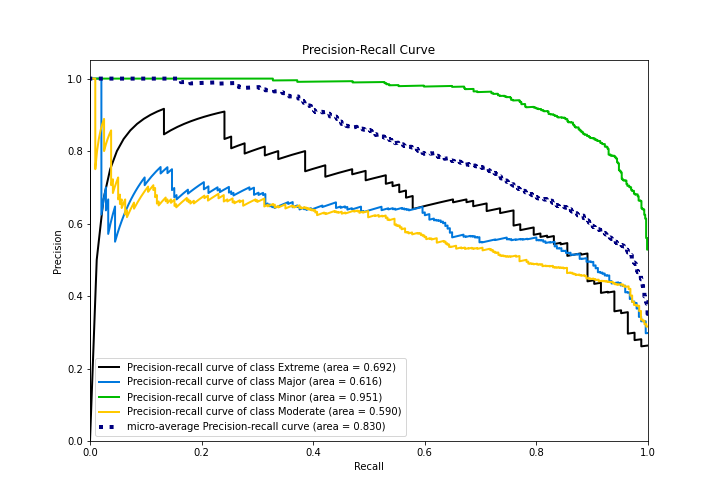 Precision-Recall Curve
1.0
0.8
0.6
0.4
0.2
0.0
Precision
Precision-recall curve of class Extreme (area = 0.692)
Precision-recall curve of class Major (area = 0.616)
Precision-recall curve of class Minor (area = 0.951)
Precision-recall curve of class Moderate (area = 0.590)
micro-average Precision-recall curve (area = 0.830)
0.0 0.2 0.4 0.6 0.8 1.0
Recall